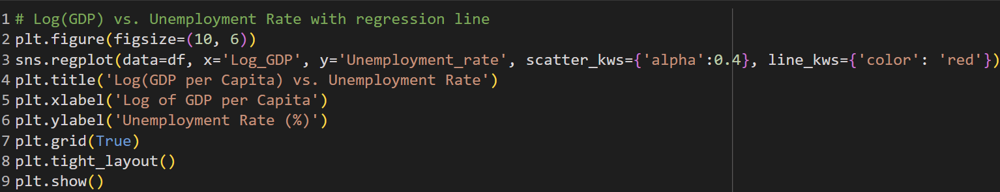 1 # Log(GDP) vs. Unemployment Rate with regression line
2 plt.figure(figsize=(10, 6))
3 sns.regplot(data=df, x='Log_GDP', y='Unemployment_rate', scatter_kws={'alpha':0.4}, line_kws={'color': 'red'})
4 plt.title('Log(GDP per Capita) vs. Unemployment Rate')
5 plt.xlabel('Log of GDP per Capita')
6 plt.ylabel('Unemployment Rate (%)')
7 plt.grid(True)
8 plt.tight_layout()
9 plt.show()